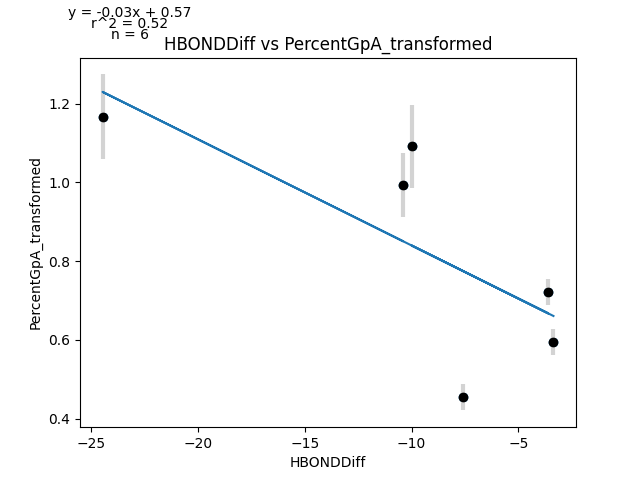 y = -0.03x + 0.57
r^2 = 0.52
n = 6
HBONDDiff vs PercentGpA_transformed
PercentGpA_transformed
1.2
1.0
0.8
0.6
0.4
−25
−20
−15
−10
−5
HBONDDiff